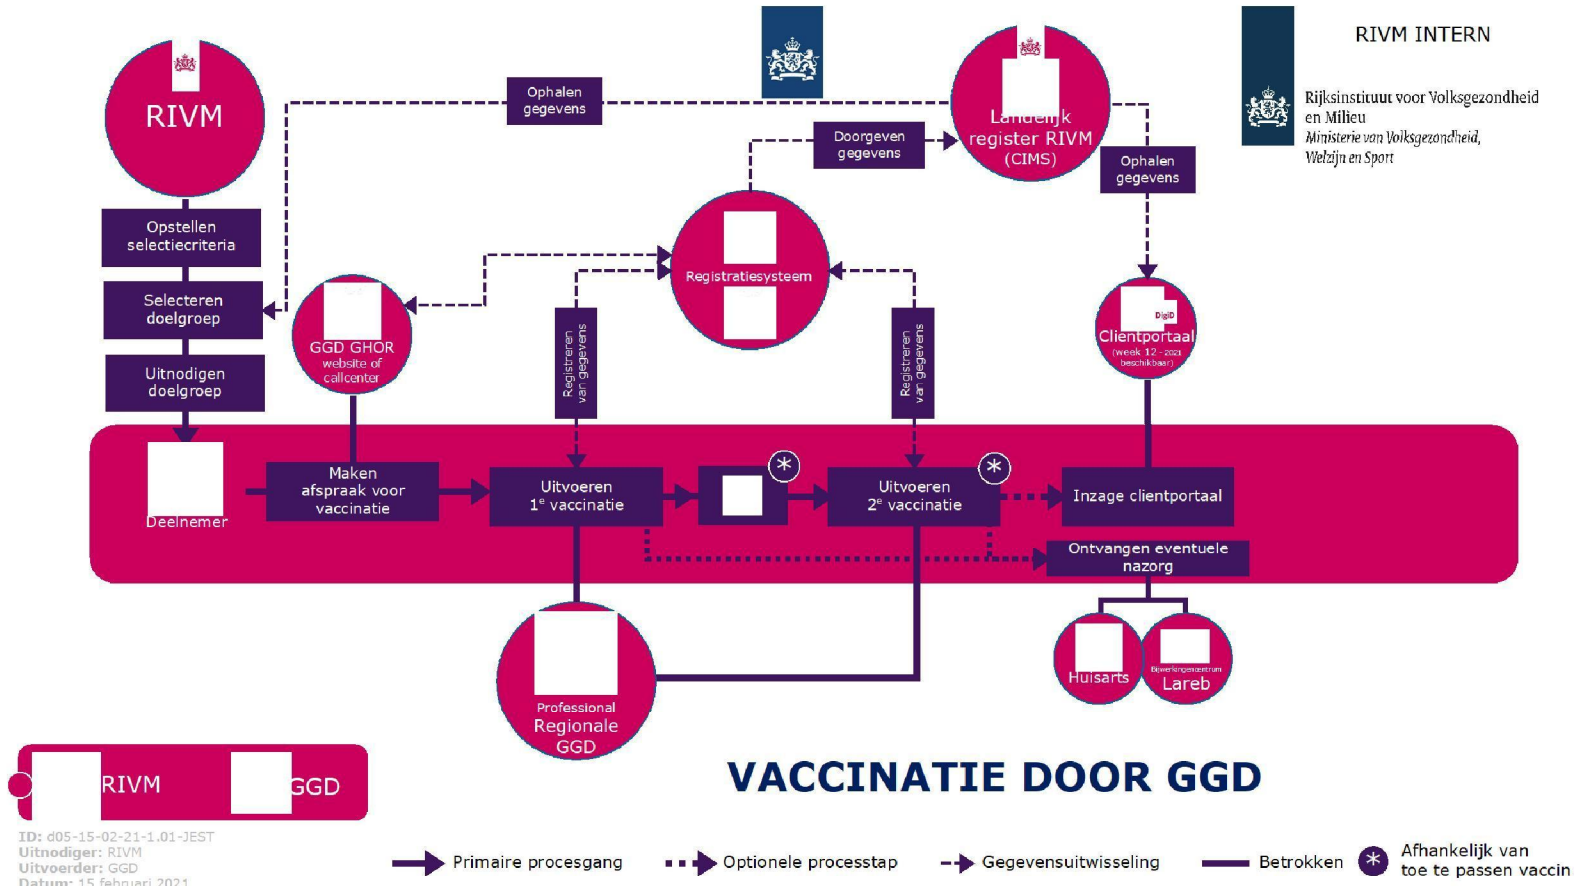 RIVM INTERN
Rijksinstituut voor Volksgezondheid
en Milieu
Ministerie van Volksgezondheid,
Welzijn en Sport
RIVM
Ophalen
gegevens
Landelijk
register RIVM
(CIMS)
Doorgeven
gegevens
Ophalen
gegevens
Opstellen
selectiecriteria
Selecteren
doelgroep
Uitnodigen
doelgroep
Registratiesysteem
GGD GHOR
website of
callcenter
Registreren
van gegevens
Registreren
van gegevens
DigiD
Clientportaal
(week 12 - 2021
beschikbaar)
Deelnemer
Maken
afspraak voor
vaccinatie
Uitvoeren
1e vaccinatie
*
Uitvoeren
2e vaccinatie
*
Inzage clientportaal
Ontvangen eventuele
nazorg
Professional
Regionale
GGD
Huisarts
Bijwerkingencentrum
Lareb
RIVM
GGD
VACCINATIE DOOR GGD
ID: d05-15-02-21-1.01-JEST
Uitnodiger: RIVM
Uitvoerder: GGD
Datum: 15 februari 2021
Primaire procesgang
Optionele processtap
Gegevensuitwisseling
Betrokken
*
Afhankelijk van
toe te passen vaccin